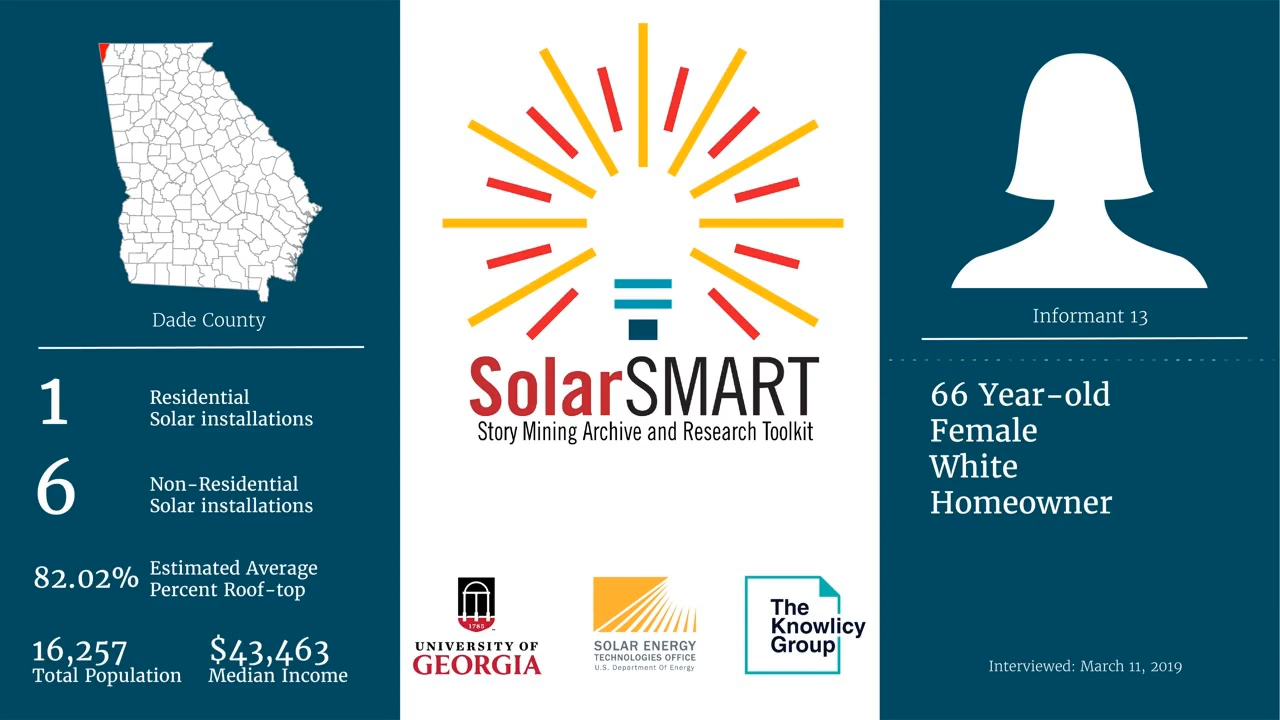 Dade County
1
Residential
Solar installations
6
Non-Residential
Solar installations
82.02%
Estimated Average
Percent Roof-top
16,257
Total Population
$43,463
Median Income
SolarSMART
Story Mining Archive and Research Toolkit
1785
UNIVERSITY OF
GEORGIA
SOLAR ENERGY
TECHNOLOGIES OFFICE
U.S. Department Of Energy
The
Knowlicy
Group
Informant 13
66 Year-old
Female
White
Homeowner
Interviewed: March 11, 2019